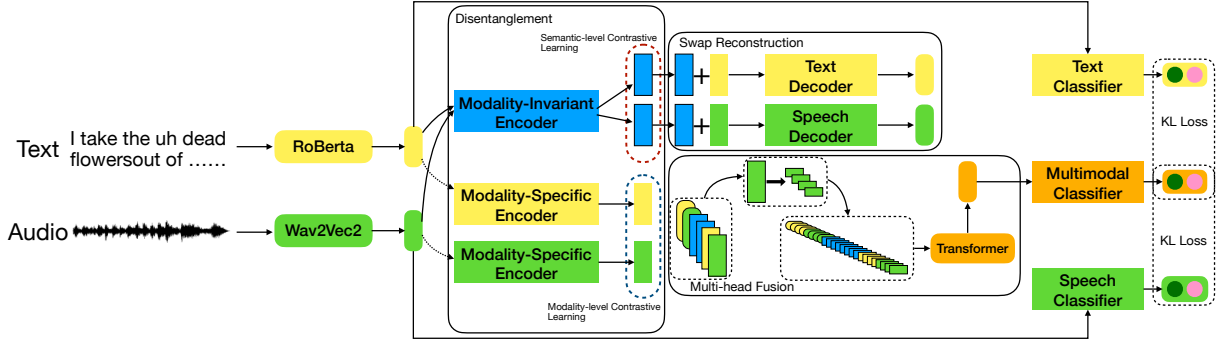 Disentanglement
Semantic-level Contrastive
Learning
Swap Reconstruction
Text
Decoder
Speech
Decoder
Text
Classifier
KL Loss
Text
I take the uh dead
flowersout of ......
RoBerta
Modality-Invariant
Encoder
Audio
Wav2Vec2
Modality-Specific
Encoder
Modality-Specific
Encoder
Modality-level Contrastive
Learning
Transformer
Multi-head Fusion
Multimodal
Classifier
KL Loss
Speech
Classifier
+
+